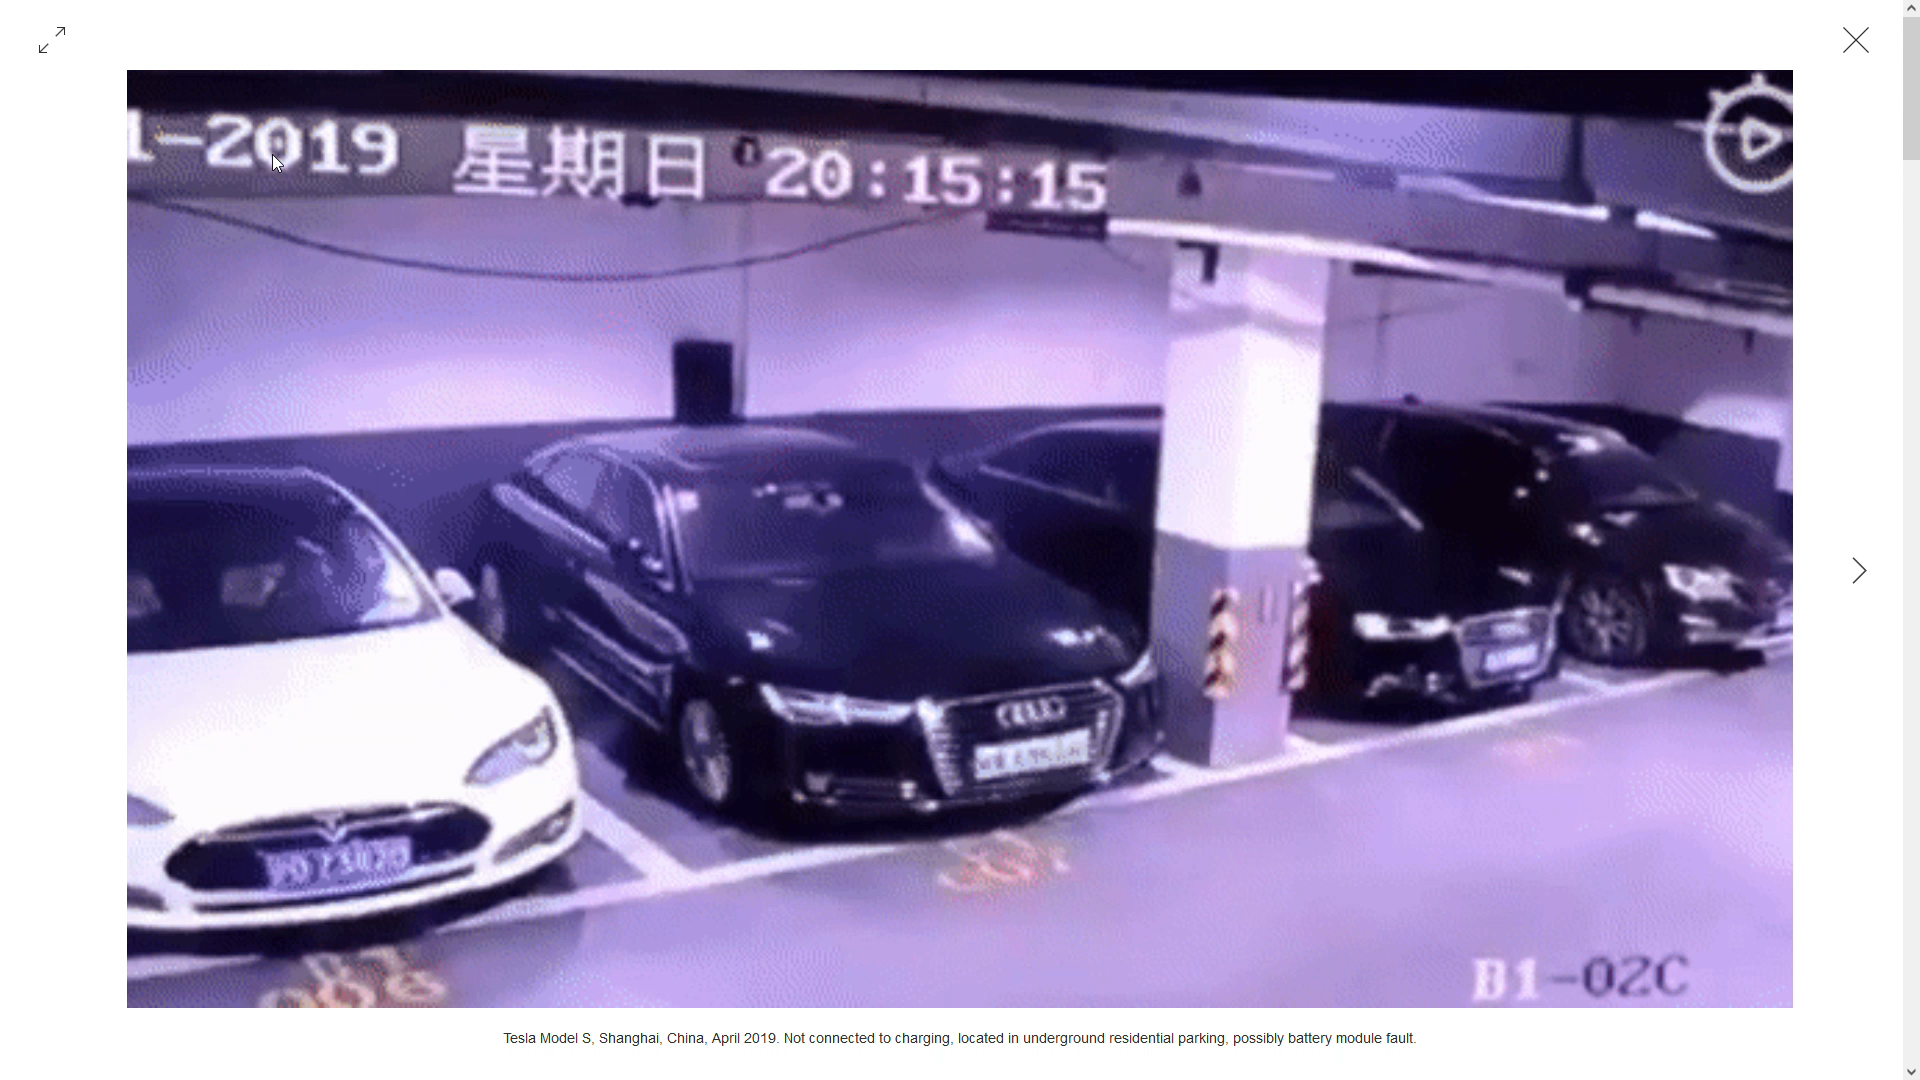 1-2019 星期日 20:15:15
B1-02C
Tesla Model S, Shanghai, China, April 2019. Not connected to charging, located in underground residential parking, possibly battery module fault.